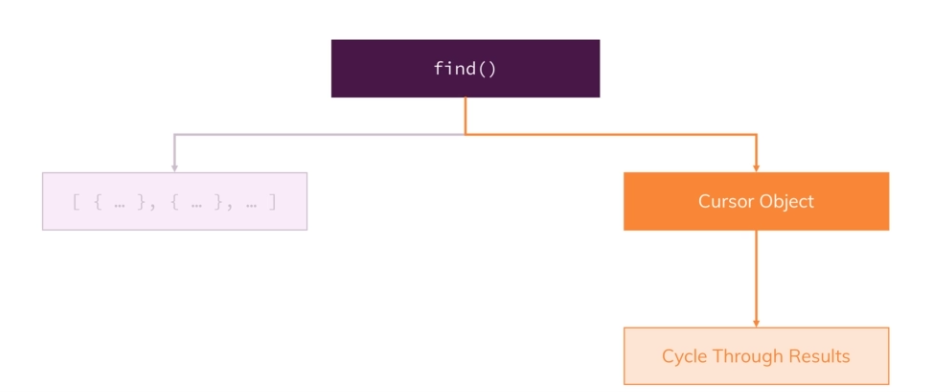 find()
[ { … }, { … }, … ]
Cursor Object
Cycle Through Results